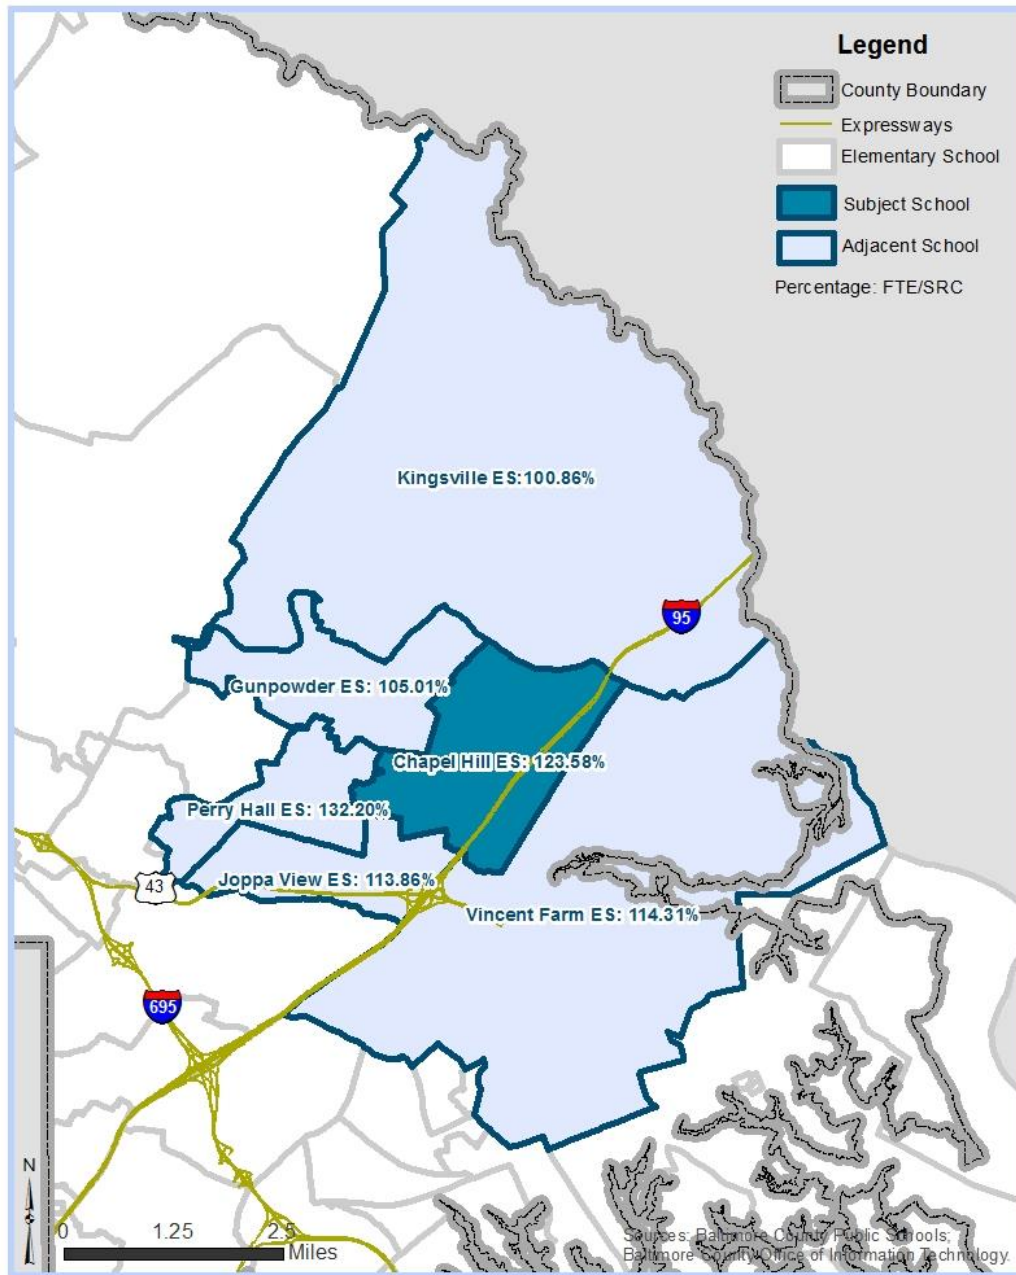 Legend
County Boundary
Expressways
Elementary School
Subject School
Adjacent School
Percentage: FTE/SRC
Kingsville ES:100.86%
95
Gunpowder ES: 105.01%
Chapel Hill ES: 123.58%
Perry Hall ES: 132.20%
Joppa View ES: 113.86%
43
Vincent Farm ES: 114.31%
695
N
0 1.25 2.5
Miles
Sources: Baltimore County Public Schools;
Baltimore County Office of Information Technology.